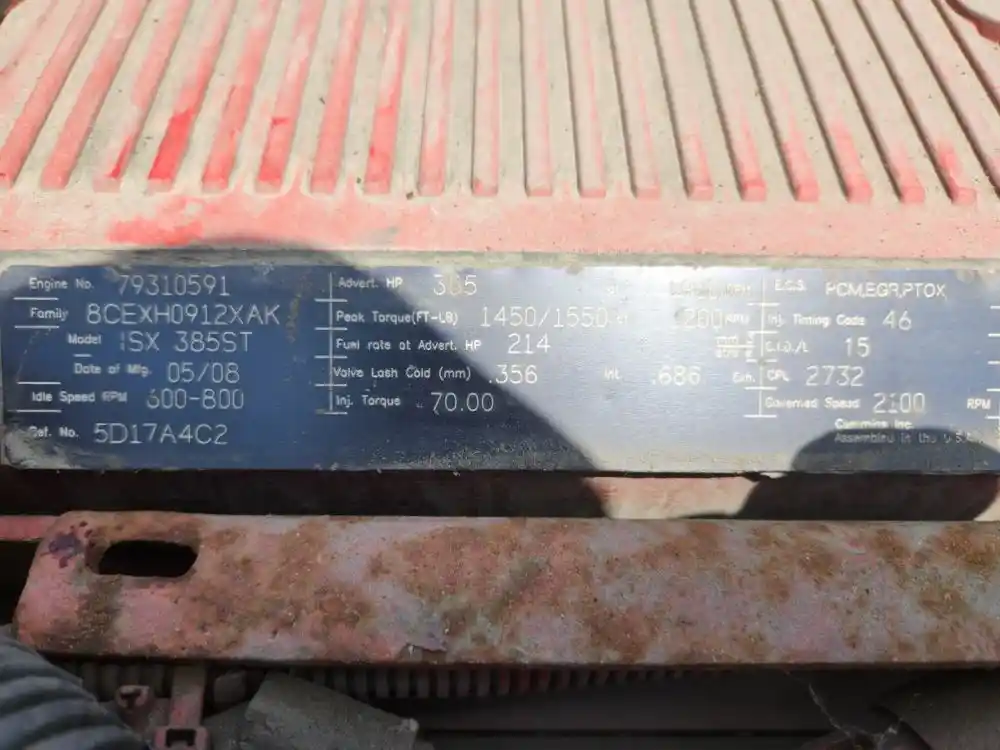 Engine No. 79310591
Family 8CEXH0912XAK
Model ISX 385ST
Date of Mfg. 05/08
Idle Speed RPM 600-800
Ref. No. 5D17A4C2
Advert. HP 385
Peak Torque(FT-LB) 1450/1550
Fuel rate at Advert. HP 214
Valve Lash Cold (mm) .356 Int. .686 Exh.
Inj. Torque 70.00
E.C.S. PCM,EGR,PTOX
Inj. Timing Code 46
15
CPL 2732
Governed Speed 2100 RPM
Cummins Inc.
Assembled in the U.S.A.